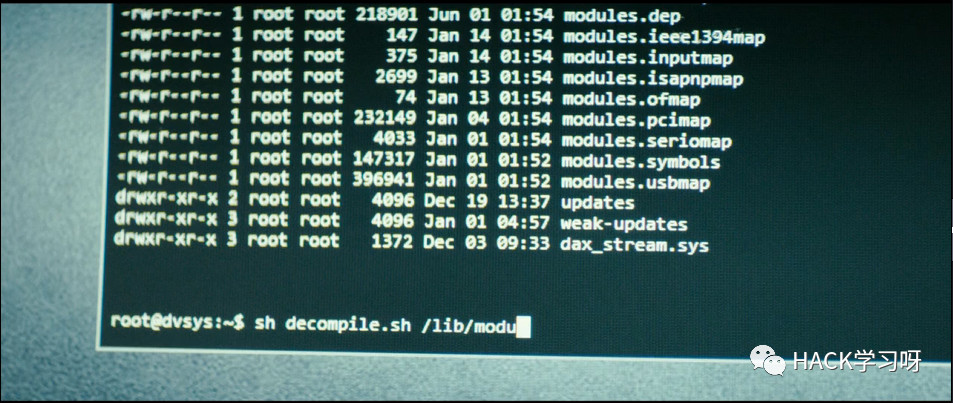 -rw-r--r-- 1 root root 218901 Jun 01 01:54 modules.dep
-rw-r--r-- 1 root root 147 Jan 14 01:54 modules.ieee1394map
-rw-r--r-- 1 root root 375 Jan 14 01:54 modules.inputmap
-rw-r--r-- 1 root root 2699 Jan 13 01:54 modules.isapnpmap
-rw-r--r-- 1 root root 74 Jan 13 01:54 modules.ofmap
-rw-r--r-- 1 root root 232149 Jan 04 01:54 modules.pcimap
-rw-r--r-- 1 root root 4033 Jan 01 01:54 modules.seriomap
-rw-r--r-- 1 root root 147317 Jan 01 01:52 modules.symbols
-rw-r--r-- 1 root root 396941 Jan 01 01:52 modules.usbmap
drwxr-xr-x 2 root root 4096 Dec 19 13:37 updates
drwxr-xr-x 3 root root 4096 Jan 01 04:57 weak-updates
drwxr-xr-x 3 root root 1372 Dec 03 09:33 dax_stream.sys
root@dvsys:~$ sh decompile.sh /lib/modu
HACK学习呀